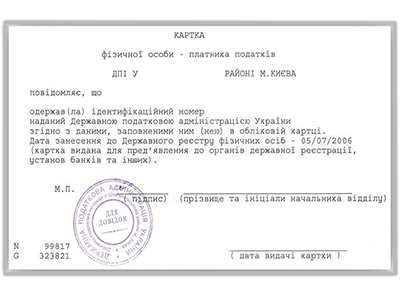 КАРТКА
фізичної особи - платника податків
ДПІ У РАЙОНІ М.КИЄВА
повідомляє, що
одержав(ла) ідентифікаційний номер
наданий Державною податковою адміністрацією України
згідно з даними, заповненими ним (нею) в обліковій картці.
Дата занесення до Державного реєстру фізичних осіб - 05/07/2006
(картка видана для пред'явлення до органів державної реєстрації,
установ банків та інших).
М.П.
( підпис) (прізвище та ініціали начальника відділу)
ДЕРЖАВНА ПОДАТКОВА АДМІНІСТРАЦІЯ УКРАЇНИ
ДЛЯ
ДОВІДОК
N 99817
G 323821
( дата видачі картки )